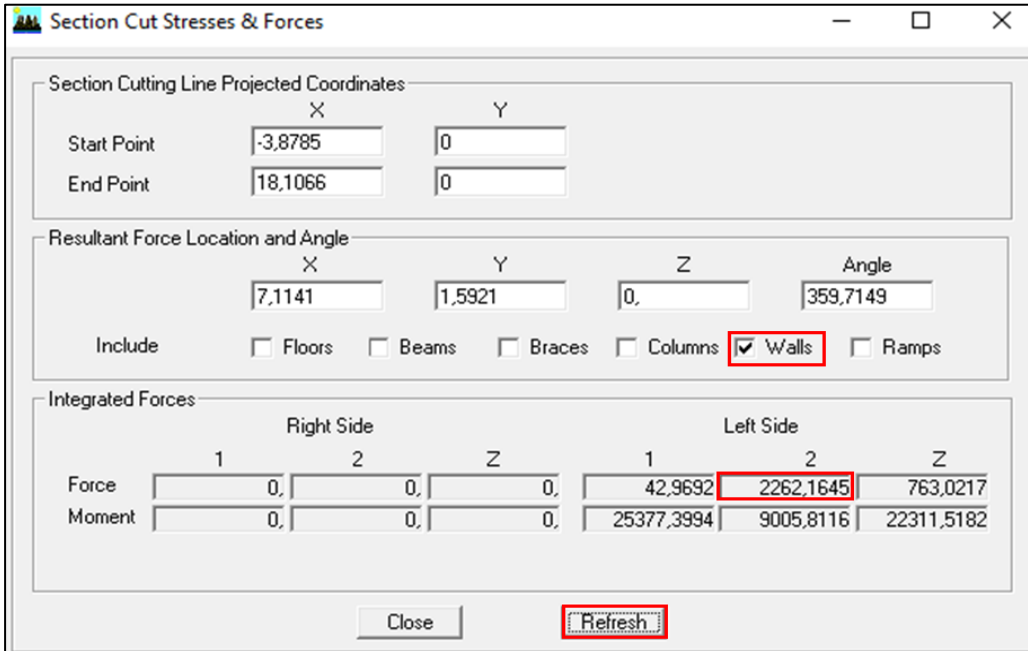 Section Cut Stresses & Forces
Section Cutting Line Projected Coordinates
X Y
Start Point -3,8785 0
End Point 18,1066 0
Resultant Force Location and Angle
X Y Z Angle
7,1141 1,5921 0, 359,7149
Include Floors Beams Braces Columns Walls Ramps
Integrated Forces
Right Side Left Side
1 2 Z 1 2 Z
Force 0, 0, 0, 42,9692 2262,1645 763,0217
Moment 0, 0, 0, 25377,3994 9005,8116 22311,5182
Close Refresh